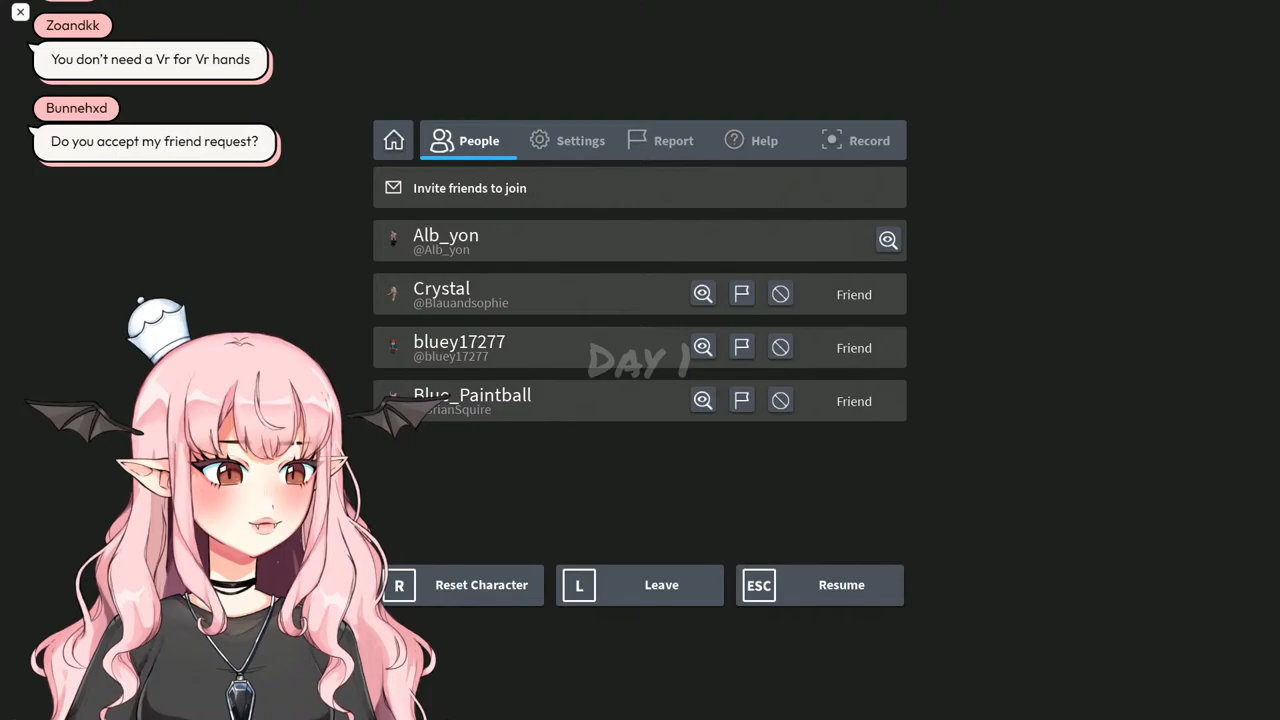 Zoandkk
You don’t need a Vr for Vr hands
Bunnehxd
Do you accept my friend request?
People
Settings
Report
Help
Record
Invite friends to join
Alb_yon
@Alb_yon
Crystal
@Blauandsophie
Friend
bluey17277
@bluey17277
Friend
DAY 1
Blue_Paintball
Friend
R
Reset Character
L
Leave
ESC
Resume